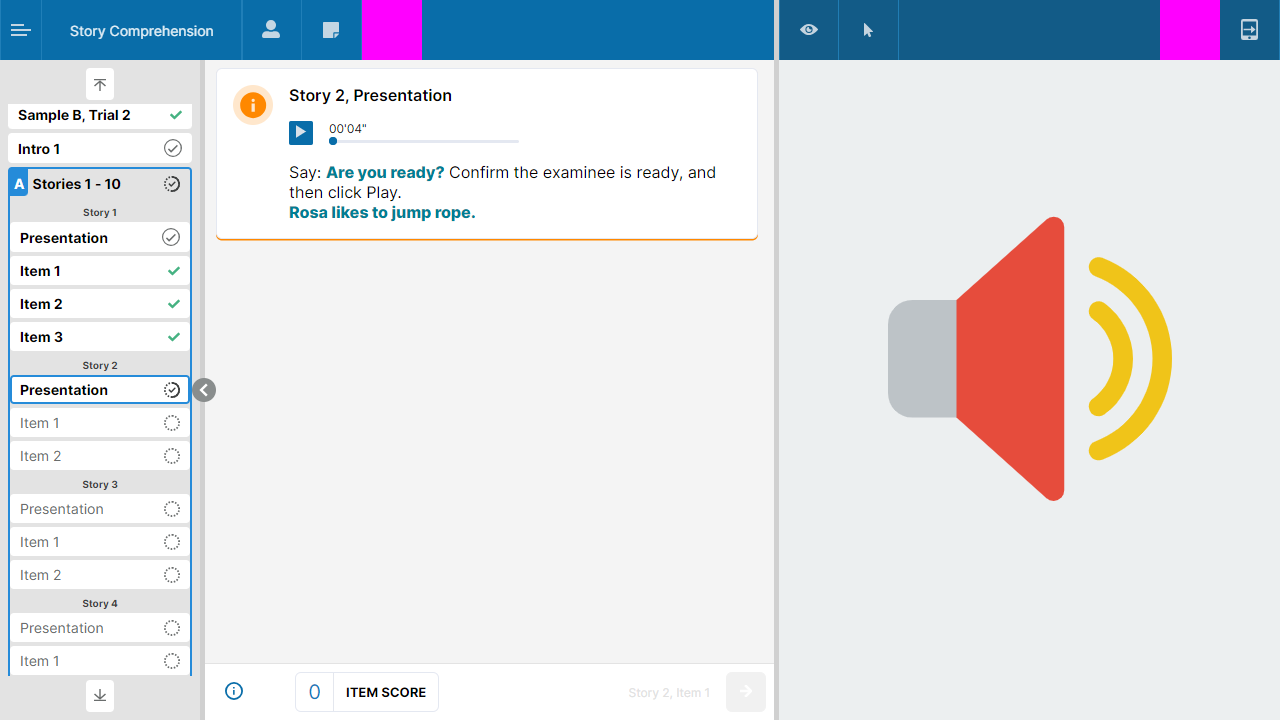 Story Comprehension
Sample B, Trial 2
Intro 1
A Stories 1 - 10
Story 1
Presentation
Item 1
Item 2
Item 3
Story 2
Presentation
Item 1
Item 2
Story 3
Presentation
Item 1
Item 2
Story 4
Presentation
Item 1
Story 2, Presentation
00'04"
Say: Are you ready? Confirm the examinee is ready, and
then click Play.
Rosa likes to jump rope.
0 ITEM SCORE
Story 2, Item 1